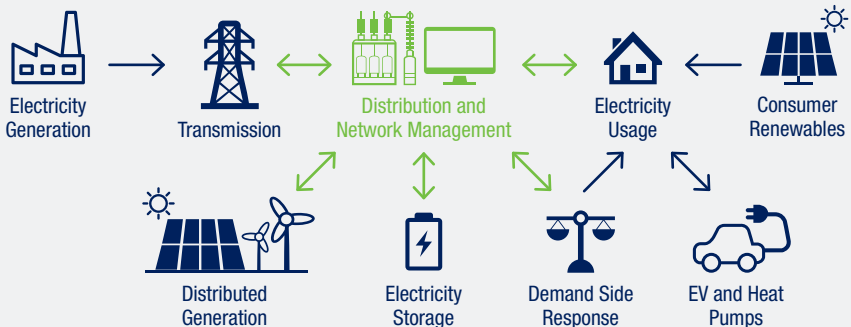 Electricity
Generation
Transmission
Distribution and
Network Management
Electricity
Usage
Consumer
Renewables
Distributed
Generation
Electricity
Storage
Demand Side
Response
EV and Heat
Pumps